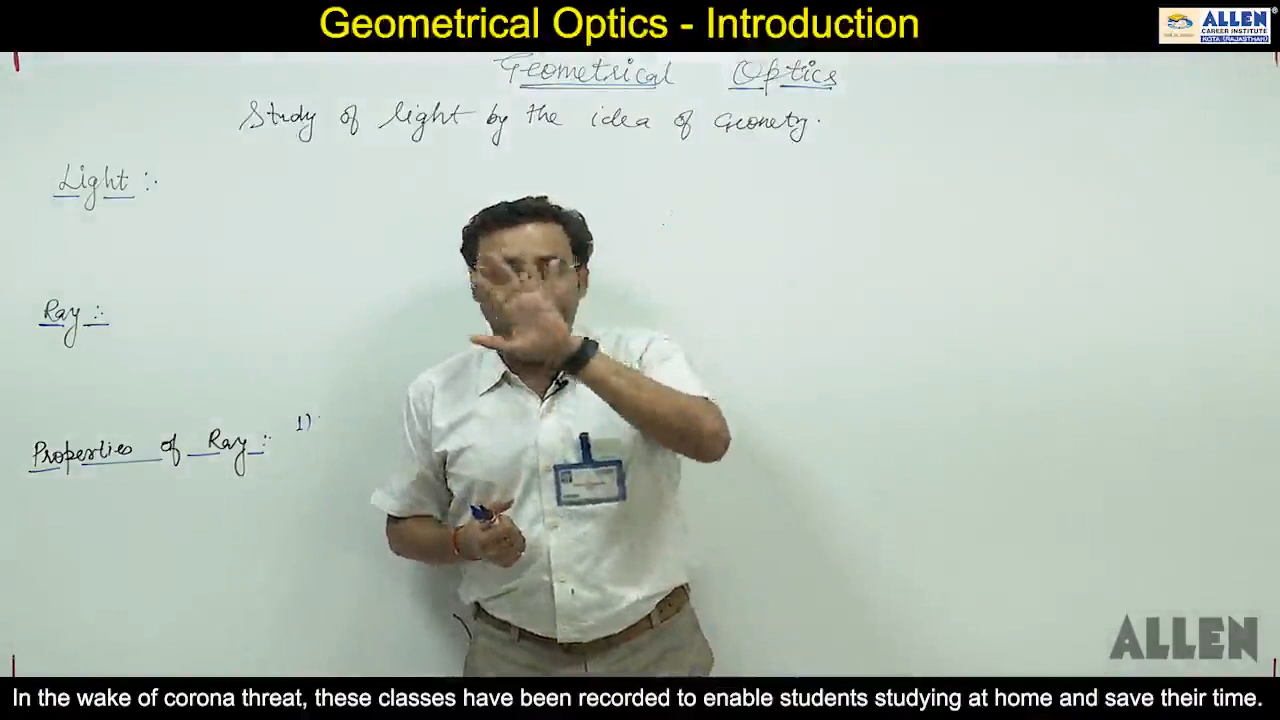 Geometrical Optics - Introduction
ALLEN
CAREER INSTITUTE
KOTA (RAJASTHAN)
Geometrical Optics
Study of light by the idea of Geomety.
Light :-
Ray :-
Properties of Ray :- 1)
ALLEN
In the wake of corona threat, these classes have been recorded to enable students studying at home and save their time.